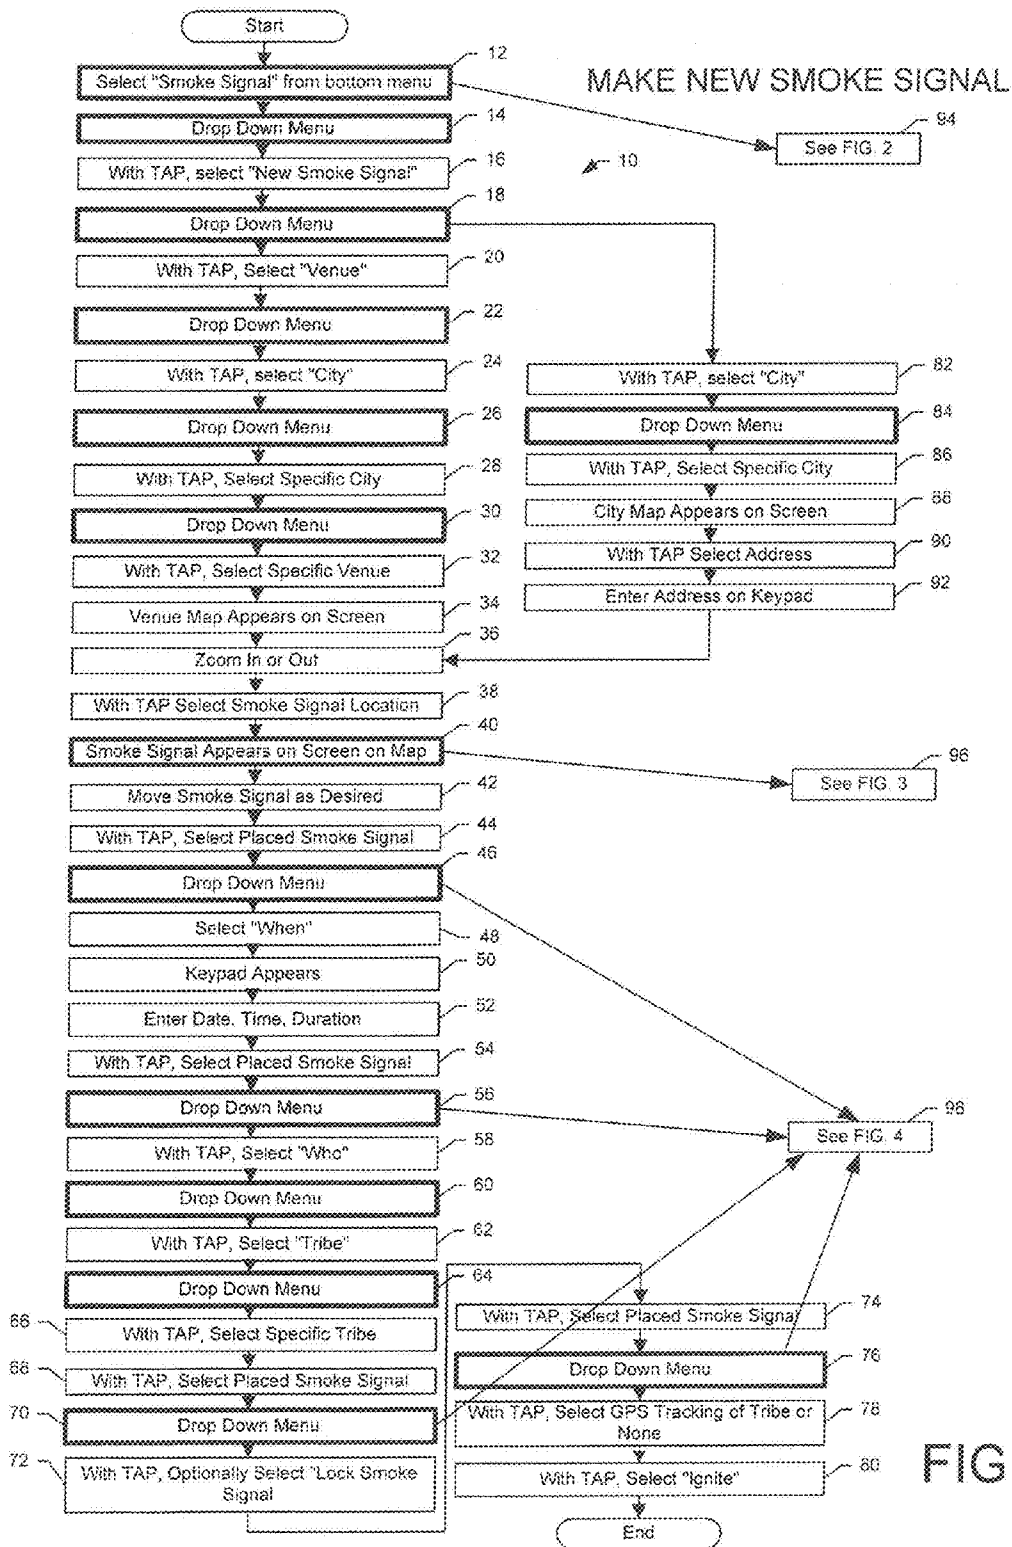 Start
12
Select "Smoke Signal" from bottom menu
MAKE NEW SMOKE SIGNAL
14
Drop Down Menu
94
See FIG. 2
16
With TAP, select "New Smoke Signal"
10
18
Drop Down Menu
20
With TAP, Select "Venue"
22
Drop Down Menu
24
With TAP, select "City"
26
Drop Down Menu
28
With TAP, Select Specific City
30
Drop Down Menu
32
With TAP, Select Specific Venue
34
Venue Map Appears on Screen
36
Zoom In or Out
82
With TAP, select "City"
84
Drop Down Menu
86
With TAP, Select Specific City
88
City Map Appears on Screen
90
With TAP Select Address
92
Enter Address on Keypad
38
With TAP Select Smoke Signal Location
40
Smoke Signal Appears on Screen on Map
96
See FIG. 3
42
Move Smoke Signal as Desired
44
With TAP, Select Placed Smoke Signal
46
Drop Down Menu
Select "When"
48
50
Keypad Appears
52
Enter Date, Time, Duration
54
With TAP, Select Placed Smoke Signal
56
Drop Down Menu
98
See FIG. 4
58
With TAP, Select "Who"
60
Drop Down Menu
62
With TAP, Select "Tribe"
64
Drop Down Menu
66
With TAP, Select Specific Tribe
68
With TAP, Select Placed Smoke Signal
70
Drop Down Menu
72
With TAP, Optionally Select "Lock Smoke
Signal
74
With TAP, Select Placed Smoke Signal
76
Drop Down Menu
78
With TAP, Select GPS Tracking of Tribe or
None
80
With TAP, Select "Ignite"
End
FIG